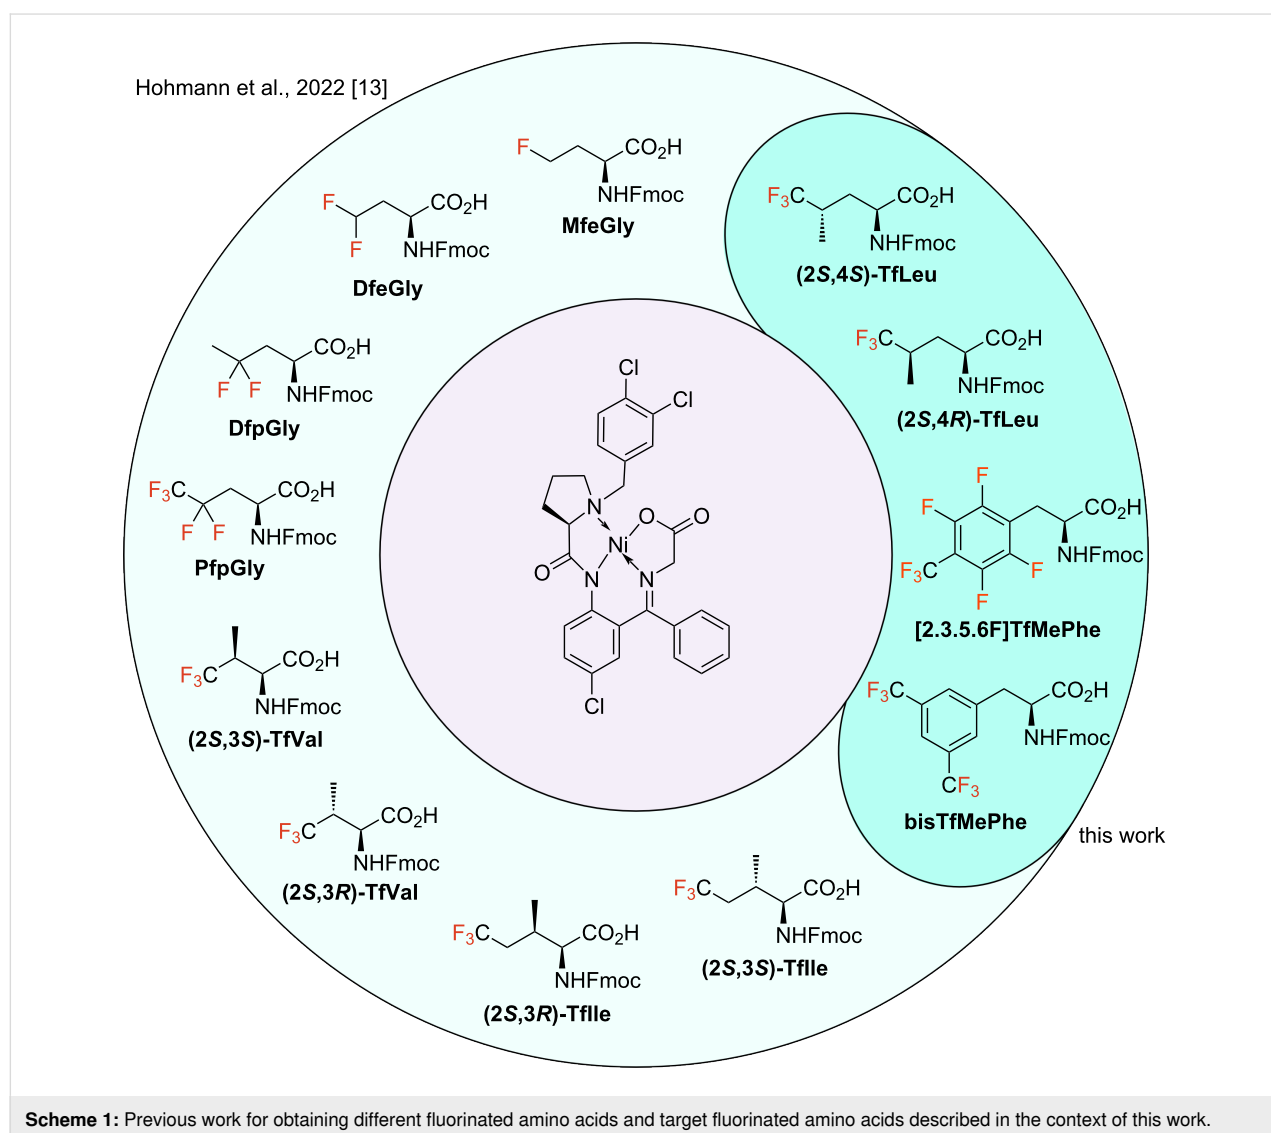 Hohmann et al., 2022 [13]
F
CO2H
NHFmoc
MfeGly
F
F
CO2H
NHFmoc
DfeGly
F F
CO2H
NHFmoc
DfpGly
F3C
F F
CO2H
NHFmoc
PfpGly
F3C
CO2H
NHFmoc
(2S,3S)-TfVal
F3C
CO2H
NHFmoc
(2S,3R)-TfVal
F3C
CO2H
NHFmoc
(2S,3R)-TfIle
F3C
CO2H
NHFmoc
(2S,3S)-TfIle
F3C
CO2H
NHFmoc
(2S,4S)-TfLeu
F3C
CO2H
NHFmoc
(2S,4R)-TfLeu
F
F
CO2H
NHFmoc
F3C
F
F
[2.3.5.6F]TfMePhe
F3C
CO2H
NHFmoc
CF3
bisTfMePhe
this work
Cl
Cl
N
O
O
Ni
O
N
N
Cl
Scheme 1: Previous work for obtaining different fluorinated amino acids and target fluorinated amino acids described in the context of this work.